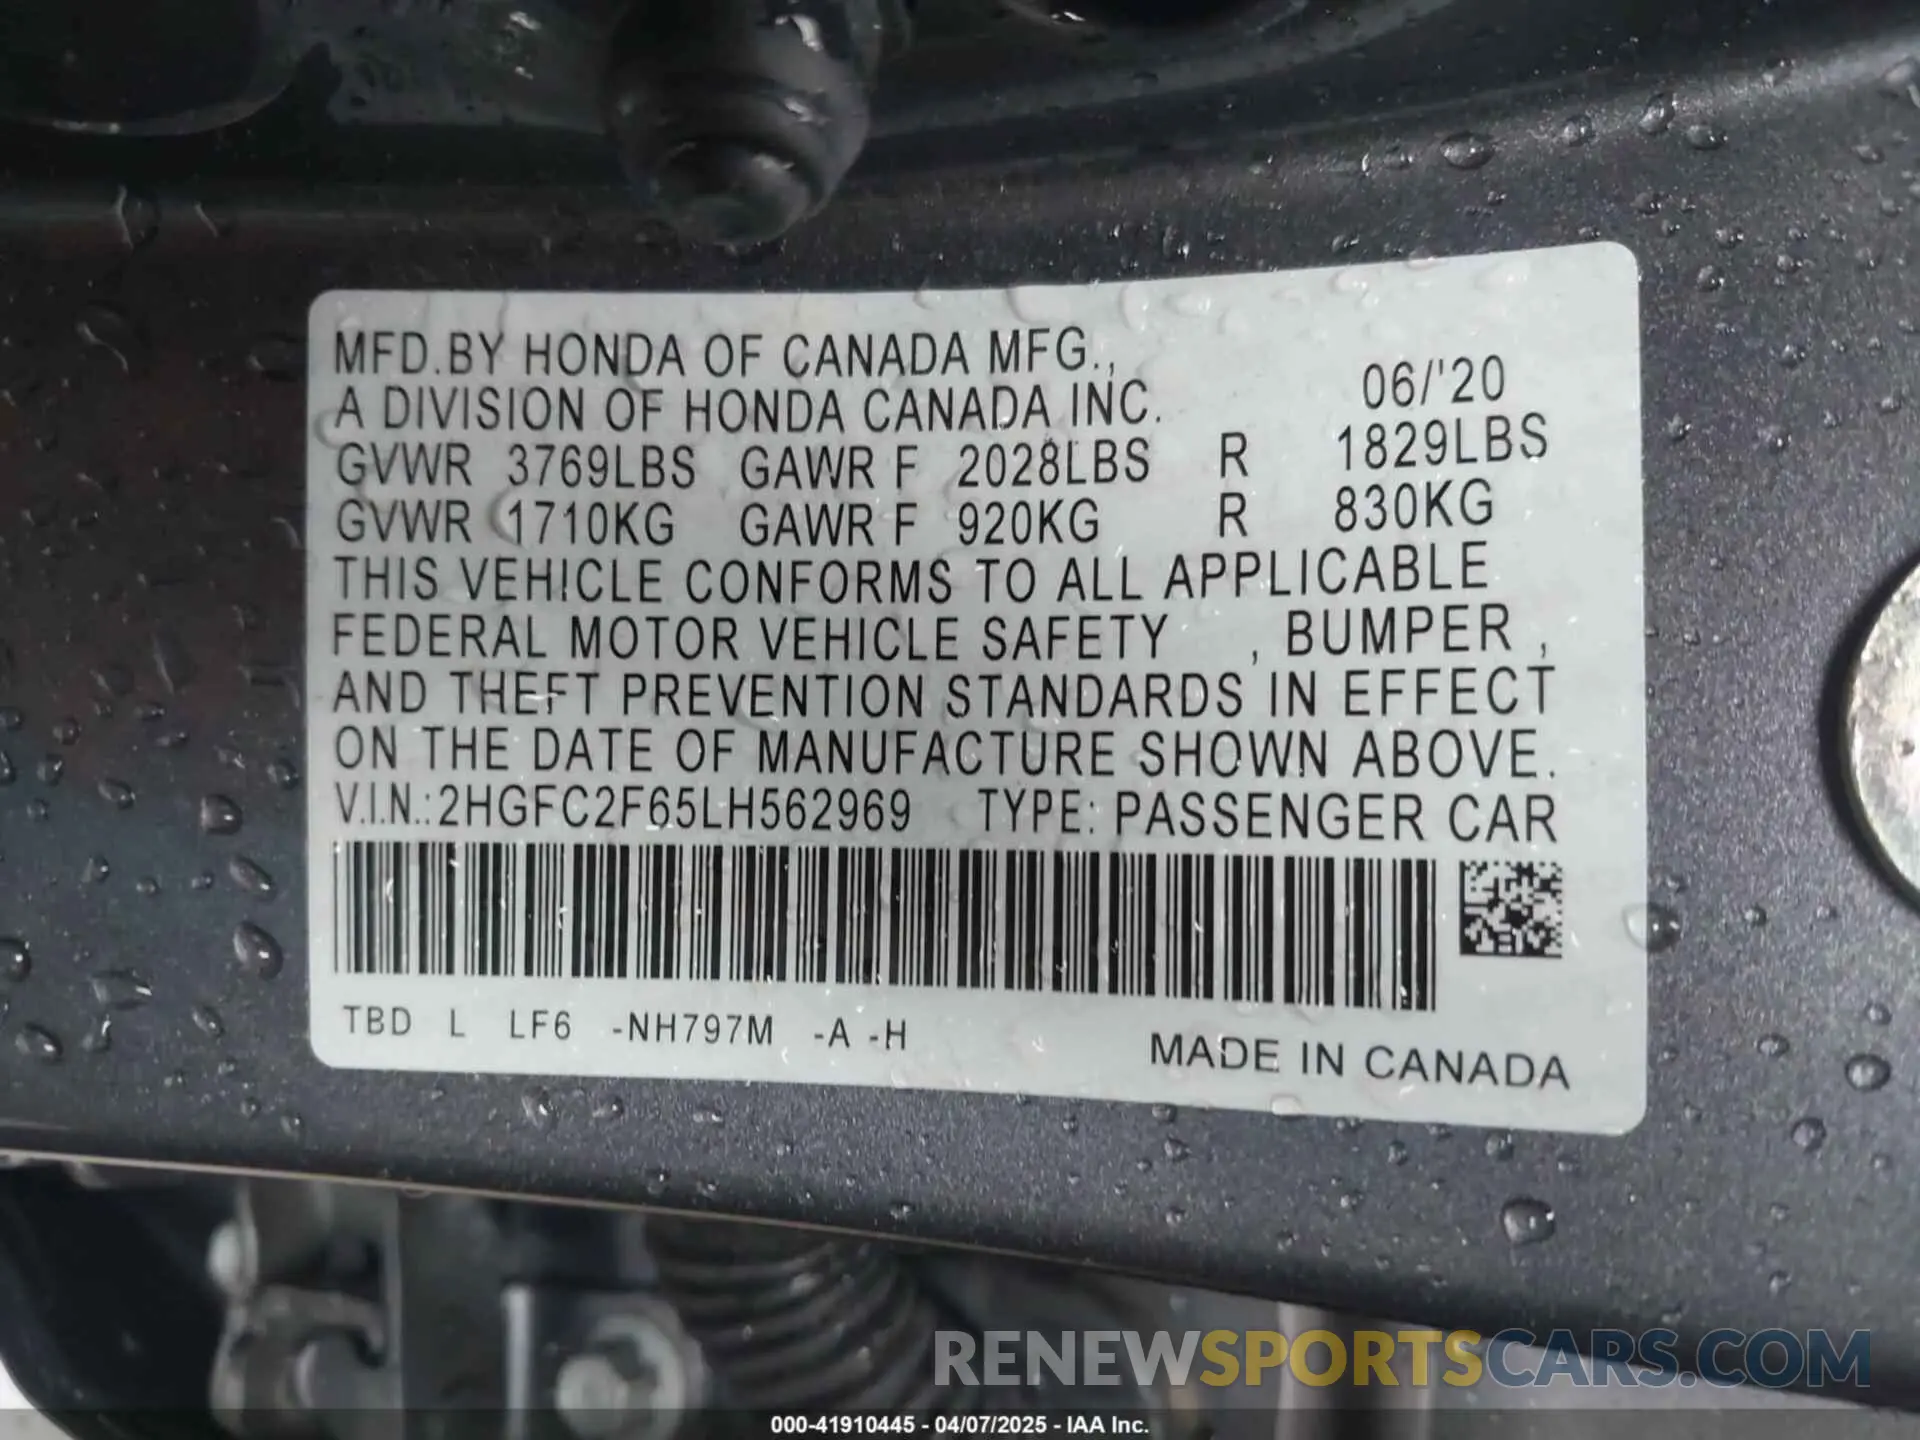 MFD.BY HONDA OF CANADA MFG.,
A DIVISION OF HONDA CANADA INC. 06/'20
GVWR 3769LBS GAWR F 2028LBS R 1829LBS
GVWR 1710KG GAWR F 920KG R 830KG
THIS VEHICLE CONFORMS TO ALL APPLICABLE
FEDERAL MOTOR VEHICLE SAFETY , BUMPER ,
AND THEFT PREVENTION STANDARDS IN EFFECT
ON THE DATE OF MANUFACTURE SHOWN ABOVE.
V.I.N.:2HGFC2F65LH562969 TYPE: PASSENGER CAR
TBD L LF6 -NH797M -A -H
MADE IN CANADA
RENEWSPORTSCARS.COM
000-41910445 - 04/07/2025 - IAA Inc.